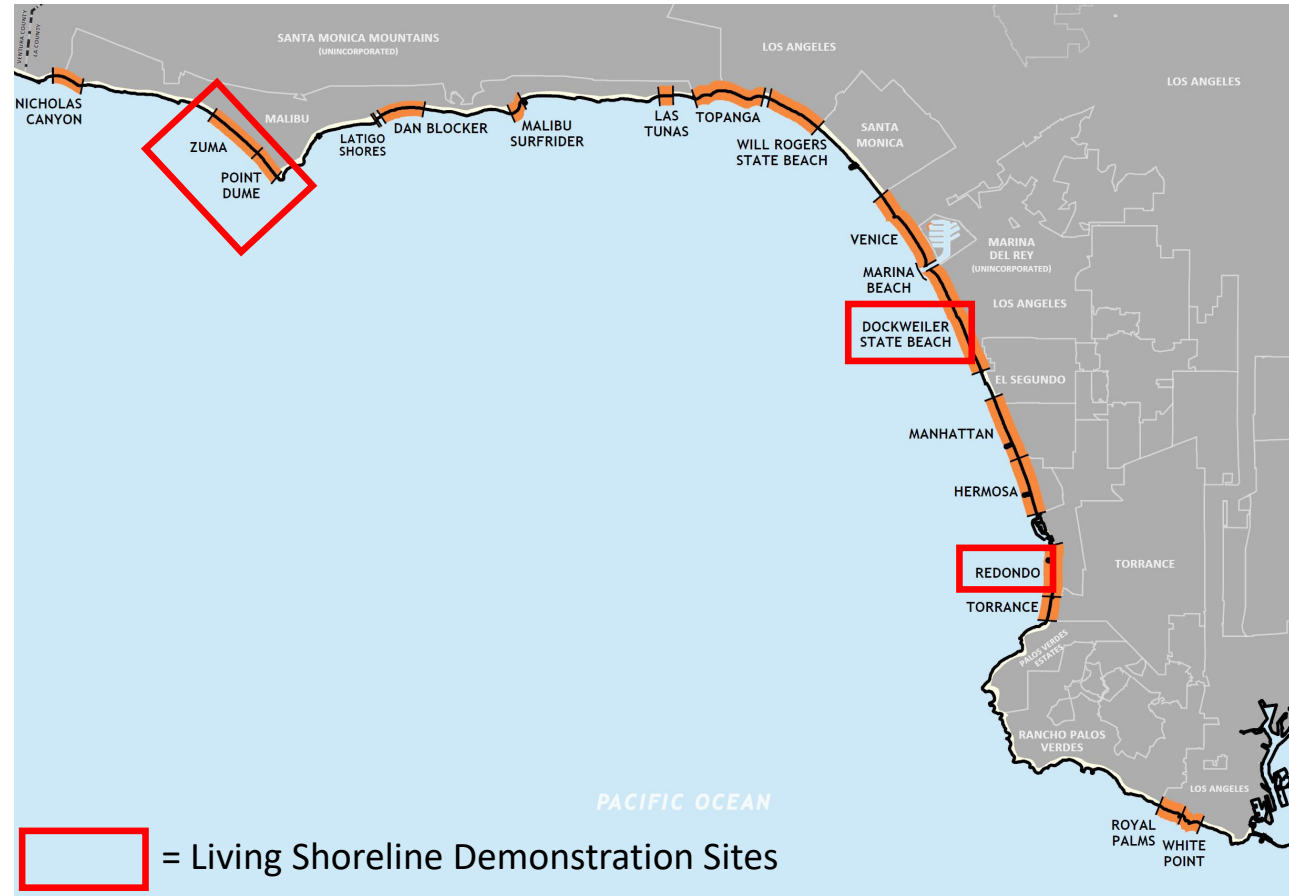 VENTURA COUNTY
LA COUNTY
SANTA MONICA MOUNTAINS
(UNINCORPORATED)
LOS ANGELES
LOS ANGELES
NICHOLAS
CANYON
MALIBU
ZUMA
POINT
DUME
LATIGO
SHORES
DAN BLOCKER
MALIBU
SURFRIDER
LAS
TUNAS
TOPANGA
WILL ROGERS
STATE BEACH
SANTA
MONICA
VENICE
MARINA
BEACH
MARINA
DEL REY
(UNINCORPORATED)
LOS ANGELES
DOCKWEILER
STATE BEACH
EL SEGUNDO
MANHATTAN
HERMOSA
REDONDO
TORRANCE
TORRANCE
PALOS VERDES
ESTATES
RANCHO PALOS
VERDES
LOS ANGELES
PACIFIC OCEAN
ROYAL
PALMS
WHITE
POINT
= Living Shoreline Demonstration Sites